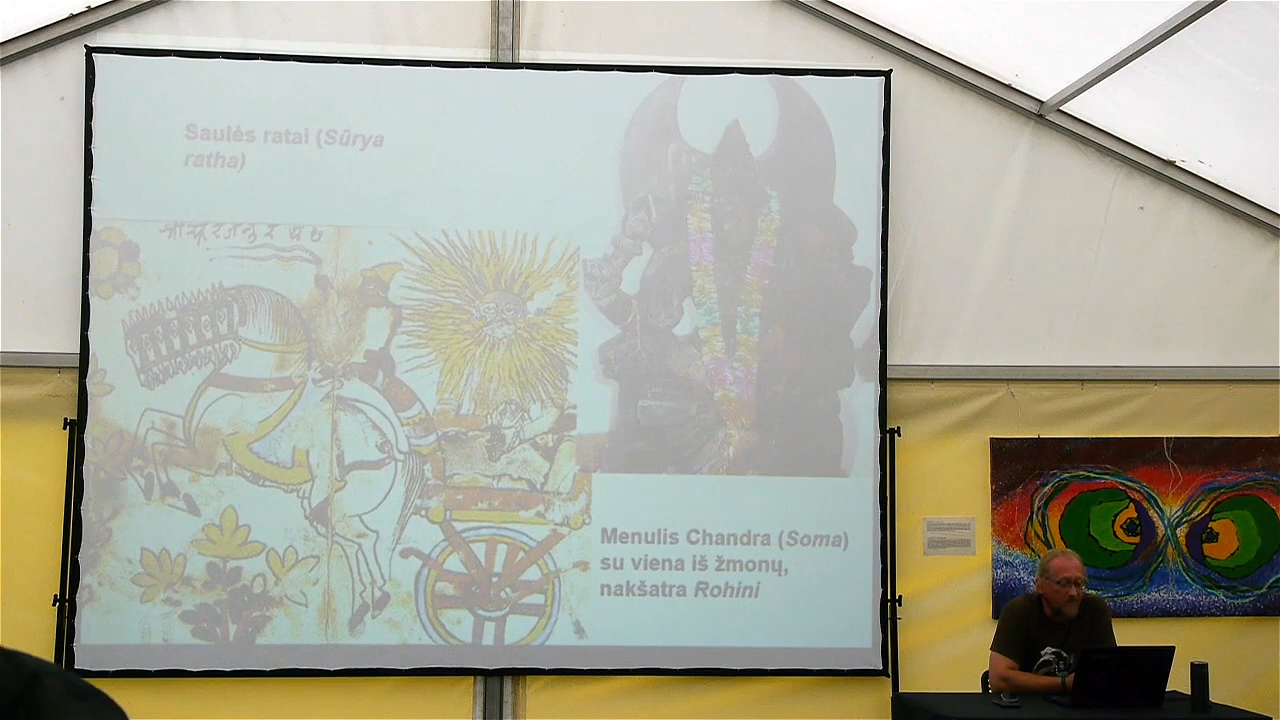 Saulės ratai (Sūrya
ratha)
Menulis Chandra (Soma)
su viena iš žmonų,
nakšatra Rohini